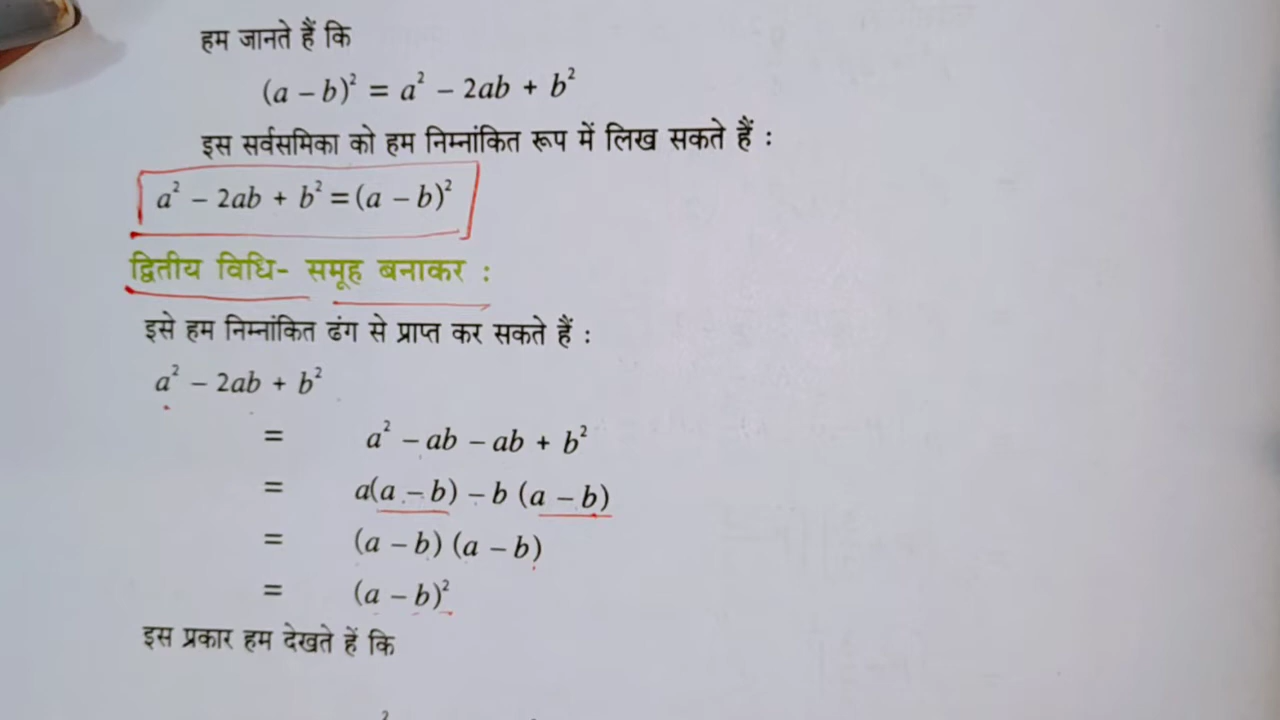 हम जानते हैं कि
(a – b)² = a² – 2ab + b²
इस सर्वसमिका को हम निम्नांकित रूप में लिख सकते हैं :
a² – 2ab + b² = (a – b)²
द्वितीय विधि- समूह बनाकर :
इसे हम निम्नांकित ढंग से प्राप्त कर सकते हैं :
a² – 2ab + b²
= a² – ab – ab + b²
= a(a – b) – b (a – b)
= (a – b) (a – b)
= (a – b)²
इस प्रकार हम देखते हैं कि